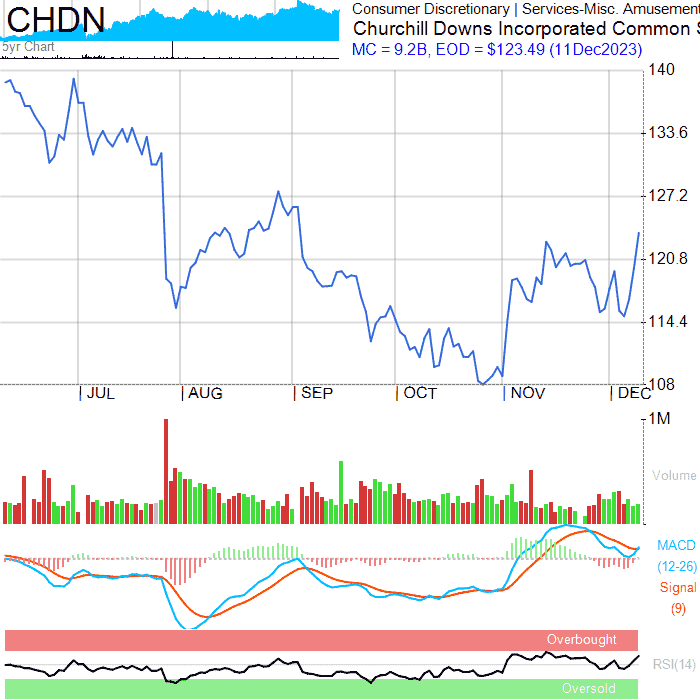 CHDN
5yr Chart
Consumer Discretionary | Services-Misc. Amusement
Churchill Downs Incorporated Common S
MC = 9.2B, EOD = $123.49 (11Dec2023)
140
133.6
127.2
120.8
114.4
108
JUL AUG SEP OCT NOV DEC
1M
Volume
MACD
(12-26)
Signal
(9)
Overbought
RSI(14)
Oversold